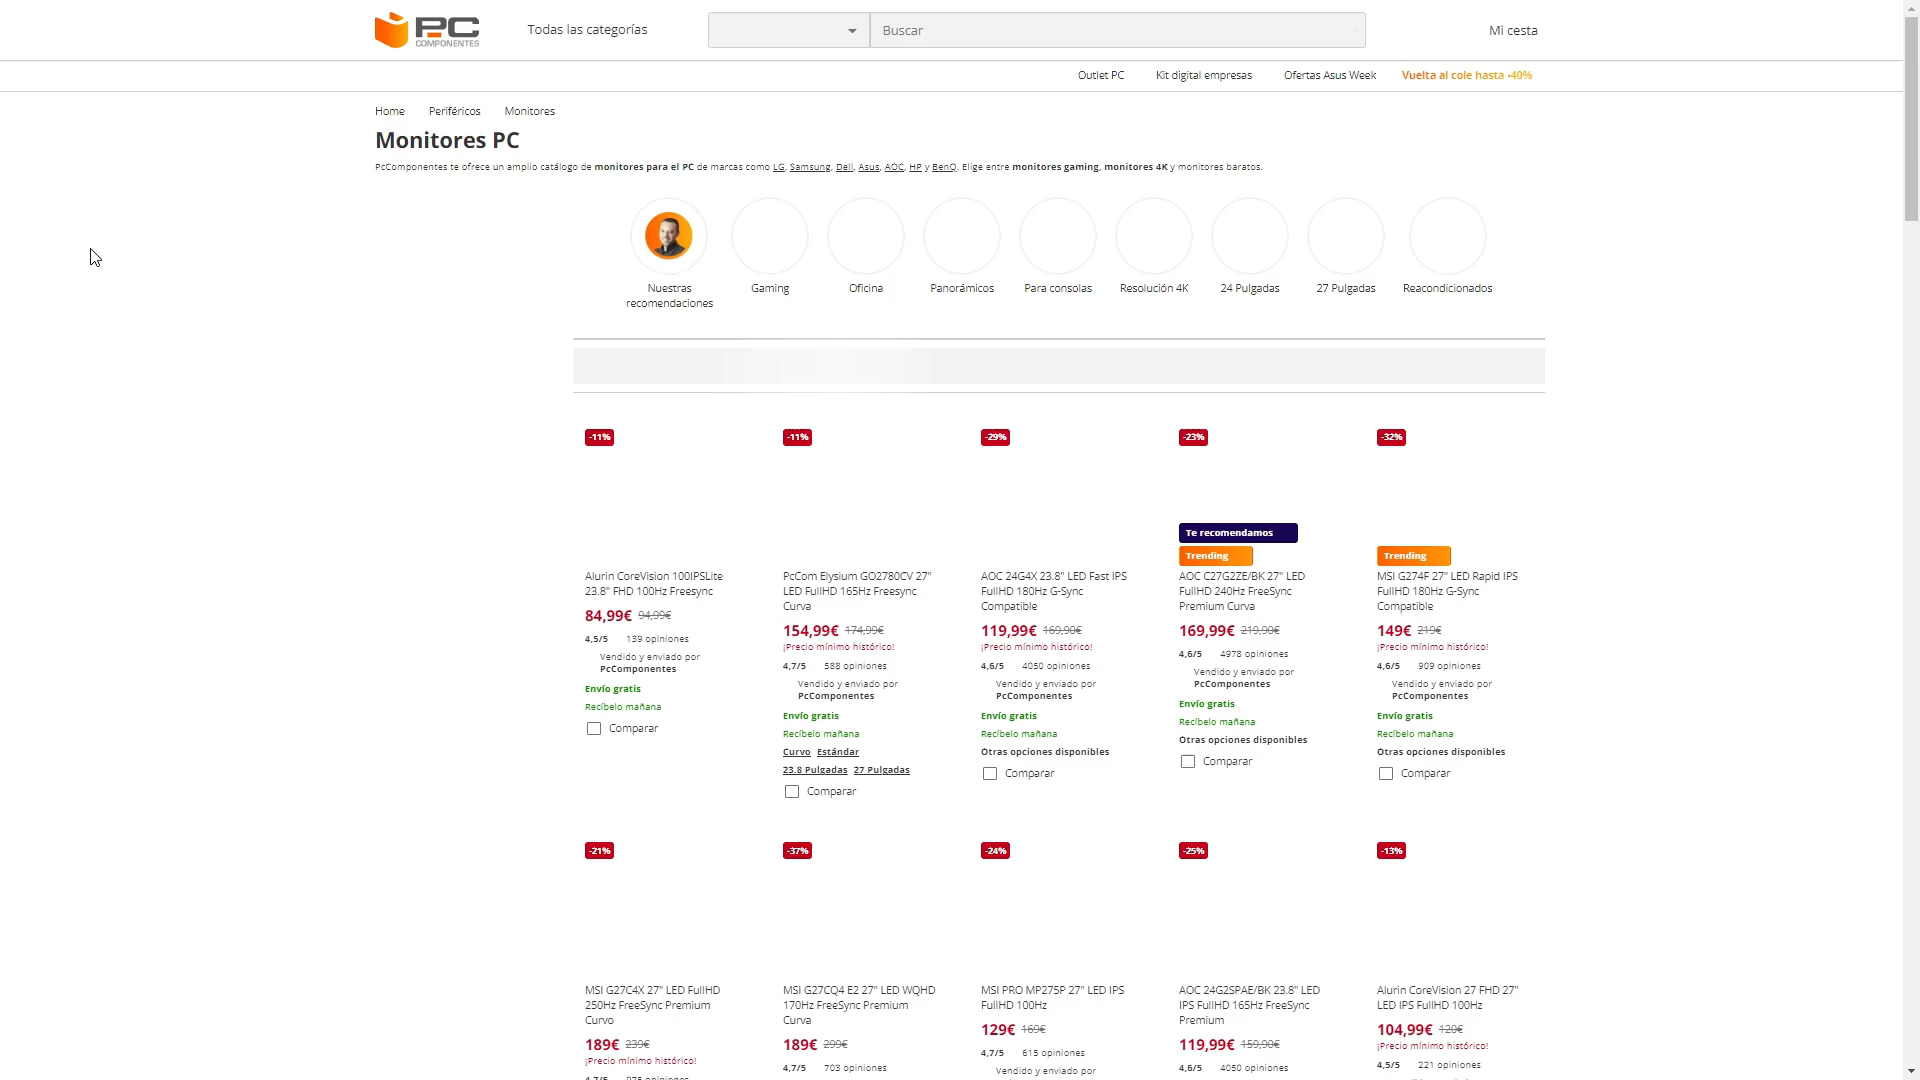 PC
COMPONENTES
Todas las categorías
Buscar
Mi cesta
Outlet PC
Kit digital empresas
Ofertas Asus Week
Vuelta al cole hasta -40%
Home
Periféricos
Monitores
Monitores PC
PcComponentes te ofrece un amplio catálogo de monitores para el PC de marcas como LG, Samsung, Dell, Asus, AOC, HP y BenQ. Elige entre monitores gaming, monitores 4K y monitores baratos.
Nuestras
recomendaciones
Gaming
Oficina
Panorámicos
Para consolas
Resolución 4K
24 Pulgadas
27 Pulgadas
Reacondicionados
-11%
Alurin CoreVision 100IPSLite
23.8" FHD 100Hz Freesync
84,99€ 94,99€
4,5/5 139 opiniones
Vendido y enviado por
PcComponentes
Envío gratis
Recíbelo mañana
Comparar
-11%
PcCom Elysium GO2780CV 27"
LED FullHD 165Hz Freesync
Curva
154,99€ 174,99€
¡Precio mínimo histórico!
4,7/5 588 opiniones
Vendido y enviado por
PcComponentes
Envío gratis
Recíbelo mañana
Curvo Estándar
23.8 Pulgadas 27 Pulgadas
Comparar
-29%
AOC 24G4X 23.8" LED Fast IPS
FullHD 180Hz G-Sync
Compatible
119,99€ 169,90€
¡Precio mínimo histórico!
4,6/5 4050 opiniones
Vendido y enviado por
PcComponentes
Envío gratis
Recíbelo mañana
Otras opciones disponibles
Comparar
-23%
Te recomendamos
Trending
AOC C27G2ZE/BK 27" LED
FullHD 240Hz FreeSync
Premium Curva
169,99€ 219,90€
4,6/5 4978 opiniones
Vendido y enviado por
PcComponentes
Envío gratis
Recíbelo mañana
Otras opciones disponibles
Comparar
-32%
Trending
MSI G274F 27" LED Rapid IPS
FullHD 180Hz G-Sync
Compatible
149€ 219€
¡Precio mínimo histórico!
4,6/5 909 opiniones
Vendido y enviado por
PcComponentes
Envío gratis
Recíbelo mañana
Otras opciones disponibles
Comparar
-21%
MSI G27C4X 27" LED FullHD
250Hz FreeSync Premium
Curvo
189€ 239€
¡Precio mínimo histórico!
4,7/5 975 opiniones
-37%
MSI G27CQ4 E2 27" LED WQHD
170Hz FreeSync Premium
Curva
189€ 299€
4,7/5 703 opiniones
-24%
MSI PRO MP275P 27" LED IPS
FullHD 100Hz
129€ 169€
4,7/5 615 opiniones
Vendido y enviado por
-25%
AOC 24G2SPAE/BK 23.8" LED
IPS FullHD 165Hz FreeSync
Premium
119,99€ 159,90€
4,6/5 4050 opiniones
-13%
Alurin CoreVision 27 FHD 27"
LED IPS FullHD 100Hz
104,99€ 120€
¡Precio mínimo histórico!
4,5/5 221 opiniones